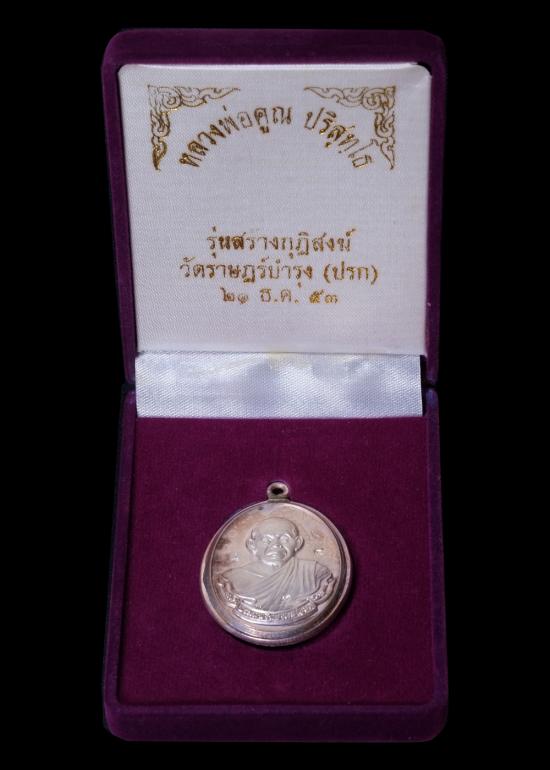 หลวงพ่อคูณ ปริสุทฺโธ
รุ่นสร้างกุฏิสงฆ์
วัดราษฎร์บำรุง (ปรก)
๒๑ ธ.ค. ๕๓